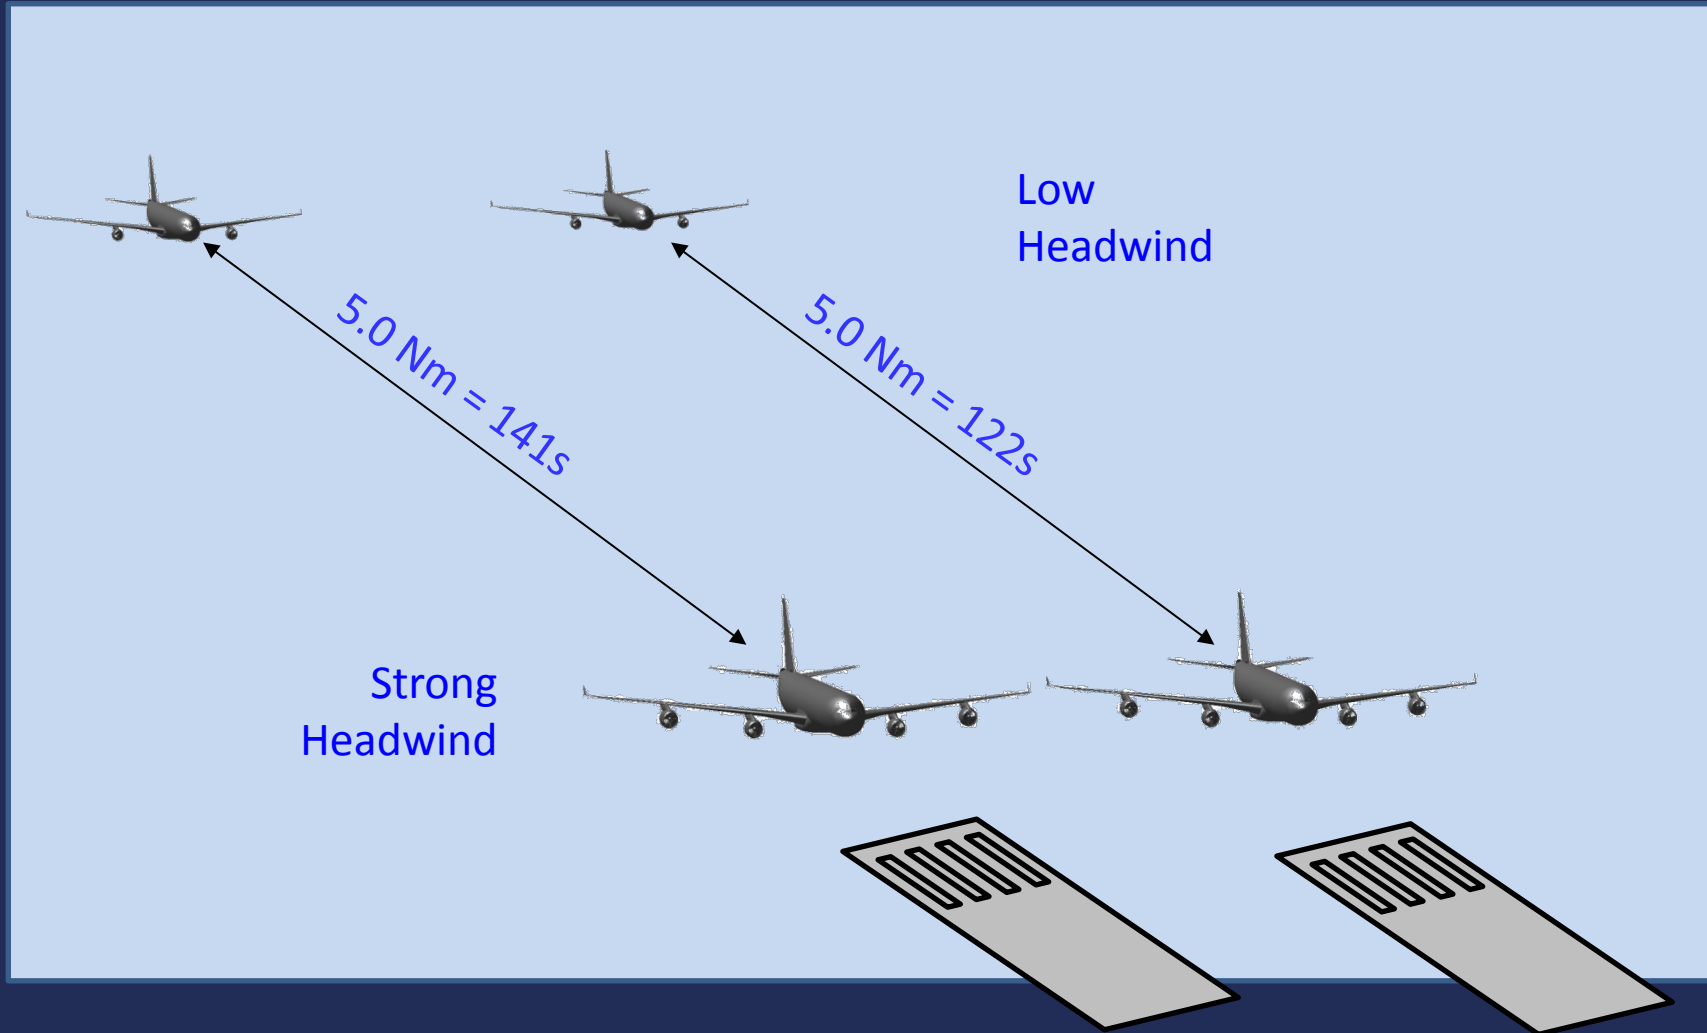 Low
Headwind
5.0 Nm = 141s
5.0 Nm = 122s
Strong
Headwind